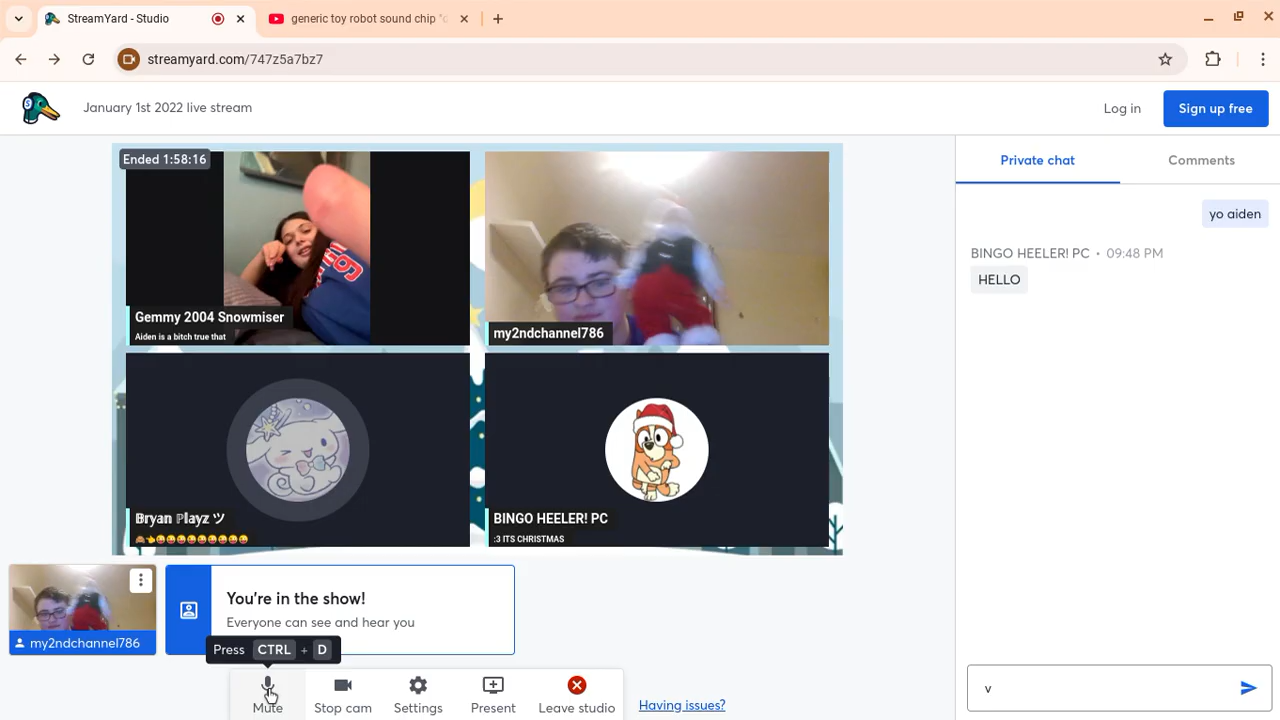 StreamYard - Studio
generic toy robot sound chip "c
streamyard.com/747z5a7bz7
January 1st 2022 live stream
Log in
Sign up free
Ended 1:58:16
Gemmy 2004 Snowmiser
Aiden is a bitch true that
my2ndchannel786
Bryan Playz ツ
🙈👈😜😜😜😜😜😜😜😜😜
BINGO HEELER! PC
:3 ITS CHRISTMAS
Private chat
Comments
yo aiden
BINGO HEELER! PC • 09:48 PM
HELLO
my2ndchannel786
You're in the show!
Everyone can see and hear you
Press CTRL + D
Mute
Stop cam
Settings
Present
Leave studio
Having issues?
v